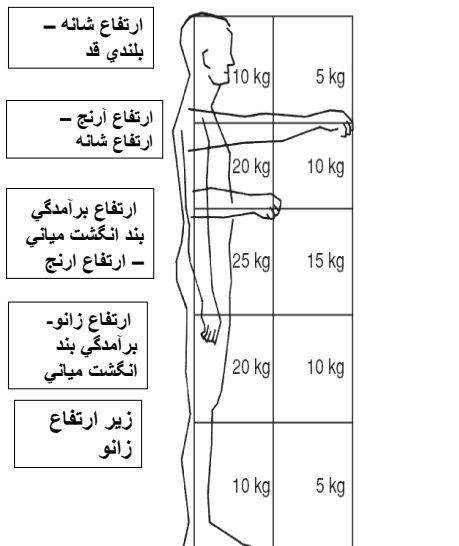 ارتفاع شانه –
بلندي قد
10 kg 5 kg
ارتفاع آرنج –
ارتفاع شانه
20 kg 10 kg
ارتفاع برآمدگي
بند انگشت مياني
– ارتفاع ارنج
25 kg 15 kg
ارتفاع زانو-
برآمدگي بند
انگشت مياني
20 kg 10 kg
زير ارتفاع
زانو
10 kg 5 kg